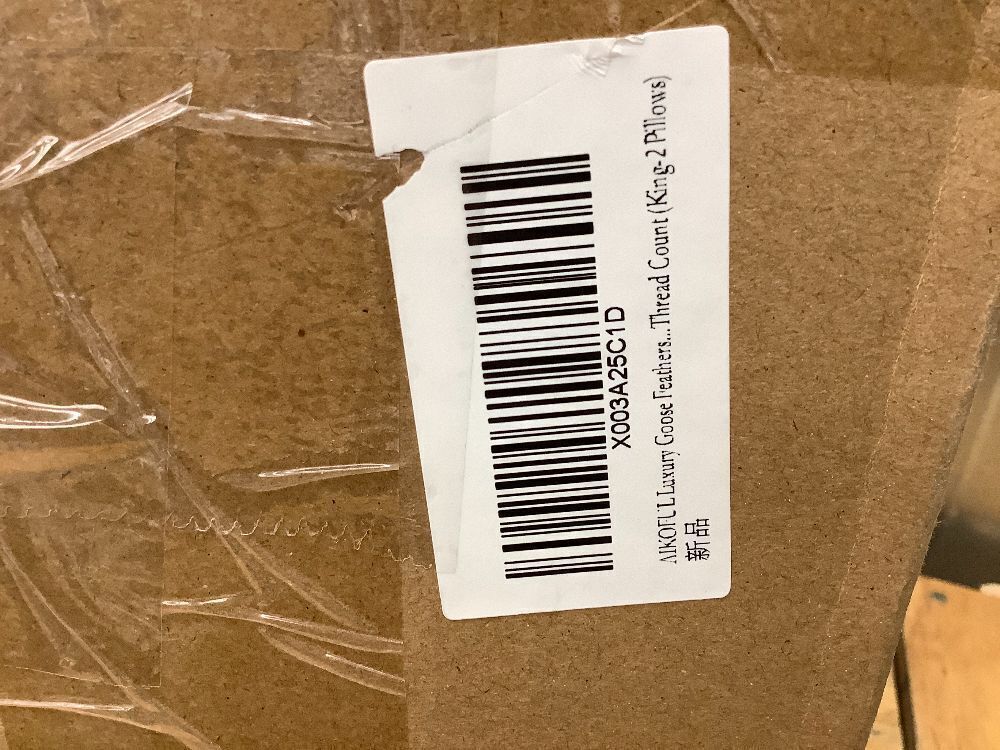 X003A25C1D
AIKOFUL Luxury Goose Feathers...Thread Count (King-2 Pillows)
新品